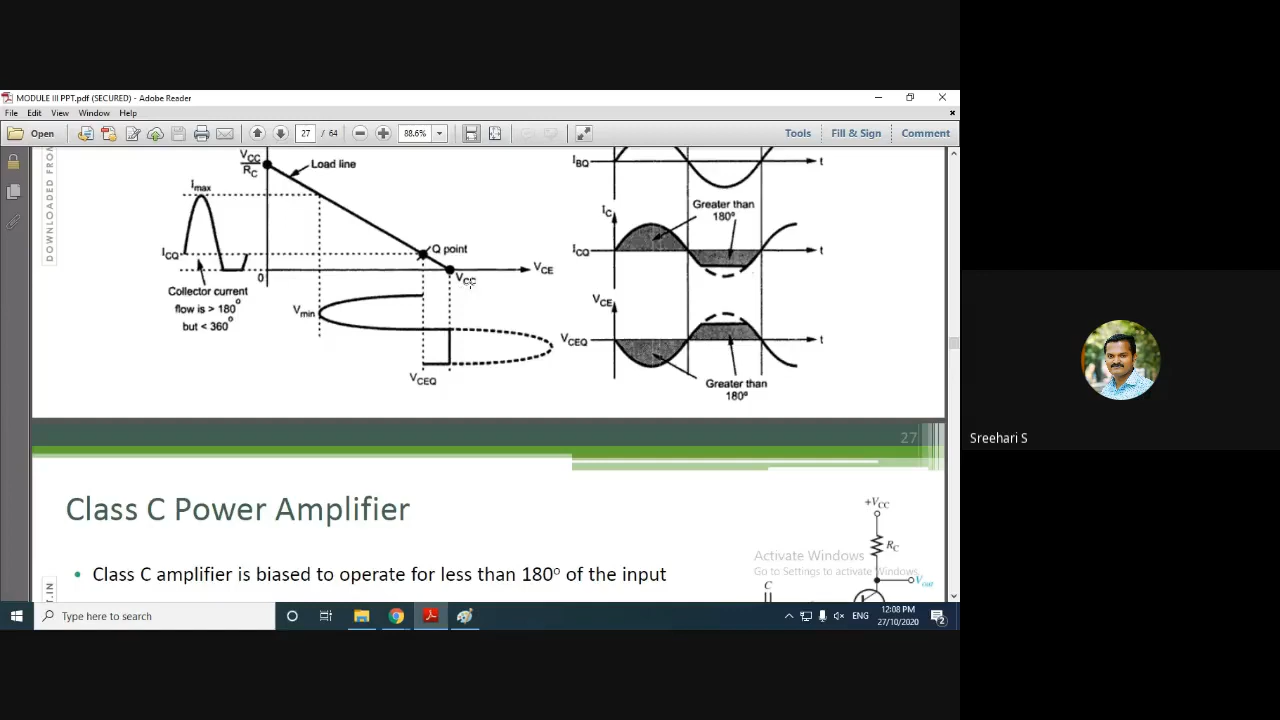 MODULE III PPT.pdf (SECURED) - Adobe Reader
File Edit View Window Help
Open 27 / 64 88.6% Tools Fill & Sign Comment
DOWNLOADED FROM
VCC
RC
Load line
Imax
ICQ
Q point
0
VCC
VCE
Collector current
flow is > 180°
but < 360°
Vmin
VCEQ
IBQ
t
IC
Greater than
180°
ICQ
t
VCE
VCEQ
t
Greater than
180°
27
Class C Power Amplifier
• Class C amplifier is biased to operate for less than 180° of the input
+VCC
RC
Vout
C
Activate Windows
Go to Settings to activate Windows.
Type here to search
ENG
12:08 PM
27/10/2020
2
Sreehari S